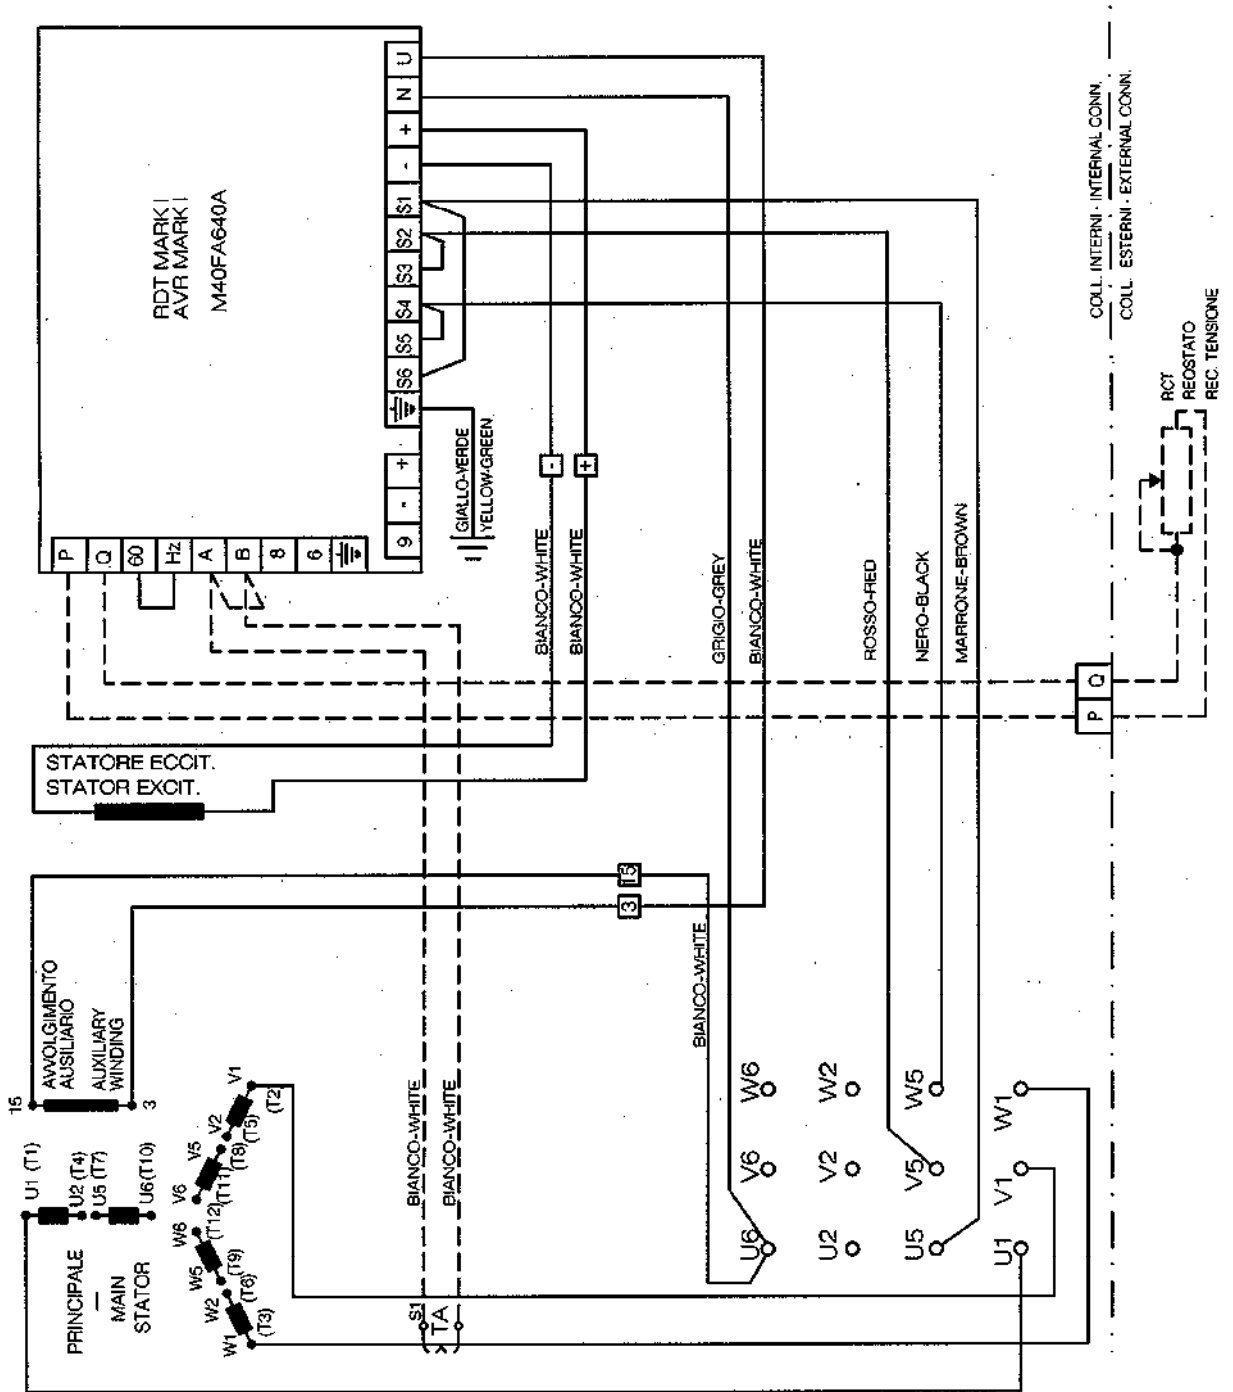 RDT MARK I
AVR MARK I
M40FA640A
U
N
+
-
S1
S2
S3
S4
S5
S6
+
-
9
P
Q
60
Hz
A
B
8
6
GIALLO-VERDE
YELLOW-GREEN
-
+
BIANCO-WHITE
BIANCO-WHITE
GRIGIO-GREY
BIANCO-WHITE
ROSSO-RED
NERO-BLACK
MARRONE-BROWN
COLL. INTERNI - INTERNAL CONN.
COLL. ESTERNI - EXTERNAL CONN.
RCT
REOSTATO
REC. TENSIONE
P
Q
STATORE ECCIT.
STATOR EXCIT.
15
3
BIANCO-WHITE
15
AVVOLGIMENTO
AUSILIARIO
AUXILIARY
WINDING
3
U1 (T1)
U2 (T4)
U5 (T7)
U6(T10)
PRINCIPALE
—
MAIN
STATOR
V1
(T2)
V2
(T5)
V5
(T8)
V6
(T11)
W6
(T12)
W5
(T9)
W2
(T6)
W1
(T3)
BIANCO-WHITE
BIANCO-WHITE
S1
TA
U6
V6
W6
U2
V2
W2
U5
V5
W5
U1
V1
W1